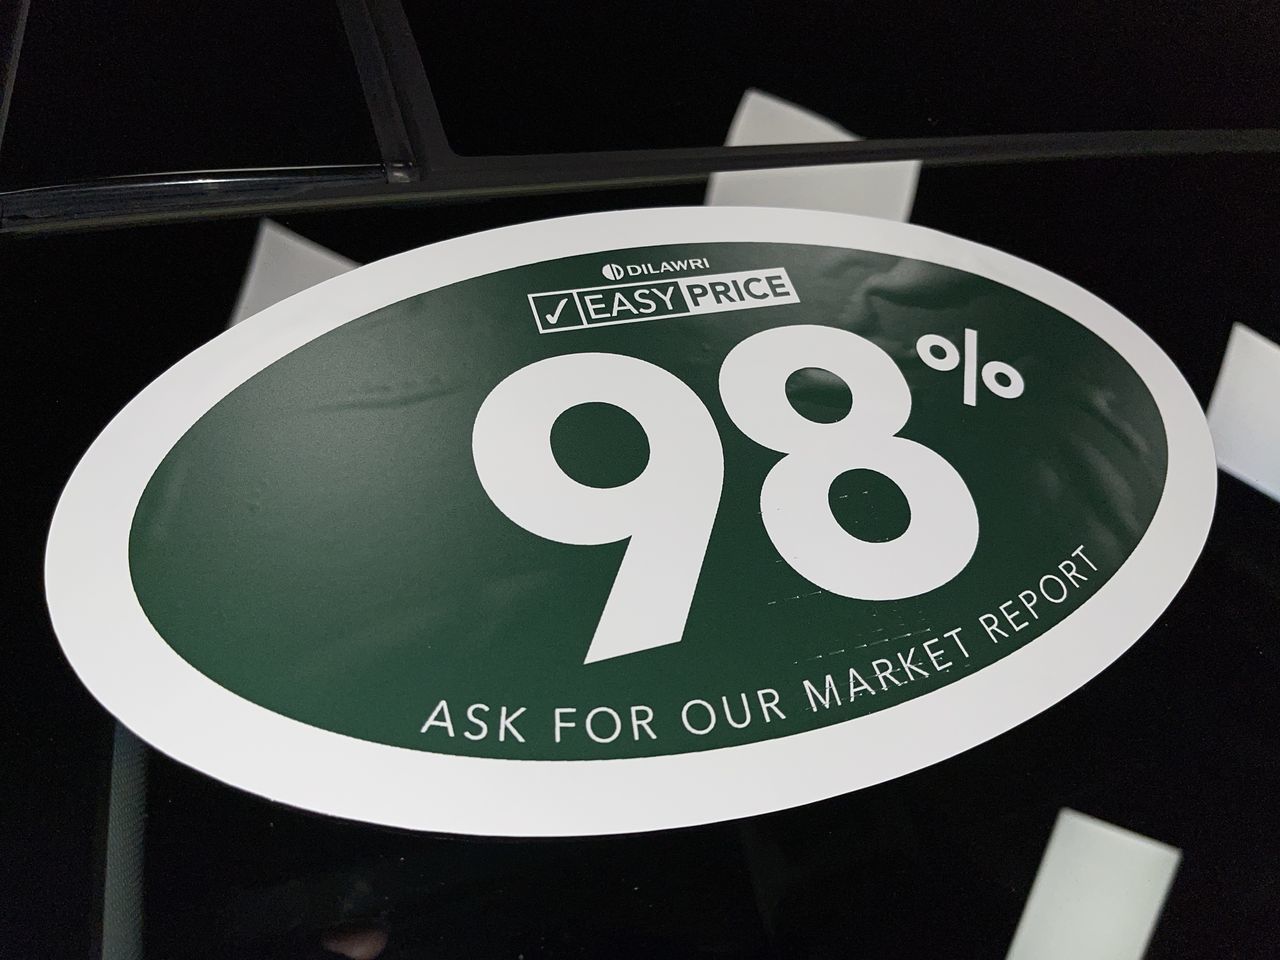 DILAWRI
✓ EASY PRICE
98%
ASK FOR OUR MARKET REPORT